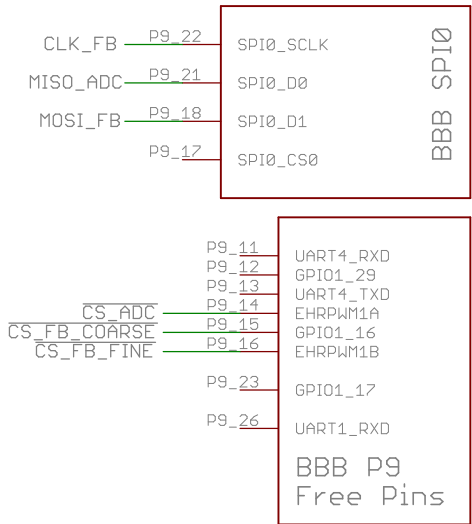 P9_22
CLK_FB SPI0_SCLK
P9_21
MISO_ADC SPI0_D0
P9_18
MOSI_FB SPI0_D1
P9_17
SPI0_CS0
BBB SPI0
P9_11
UART4_RXD
P9_12
GPIO1_29
P9_13
UART4_TXD
P9_14
CS_ADC EHRPWM1A
P9_15
CS_FB_COARSE GPIO1_16
P9_16
CS_FB_FINE EHRPWM1B
P9_23
GPIO1_17
P9_26
UART1_RXD
BBB P9
Free Pins